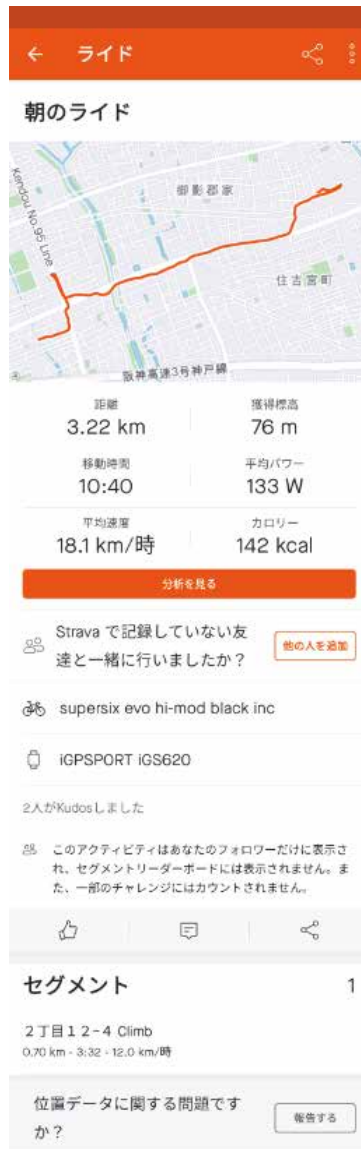 ライド
朝のライド
Kendou No.95 Line
御影郡家
住吉宮町
阪神高速3号神戸線
距離
獲得標高
3.22 km
76 m
移動時間
平均パワー
10:40
133 W
平均速度
カロリー
18.1 km/時
142 kcal
分析を見る
Strava で記録していない友
達と一緒に行いましたか？
他の人を追加
supersix evo hi-mod black inc
iGPSPORT iGS620
2人がKudosしました
このアクティビティはあなたのフォロワーだけに表示さ
れ、セグメントリーダーボードには表示されません。ま
た、一部のチャレンジにはカウントされません。
セグメント
1
２丁目１２−４ Climb
0.70 km - 3:32 - 12.0 km/時
位置データに関する問題です
か？
報告する